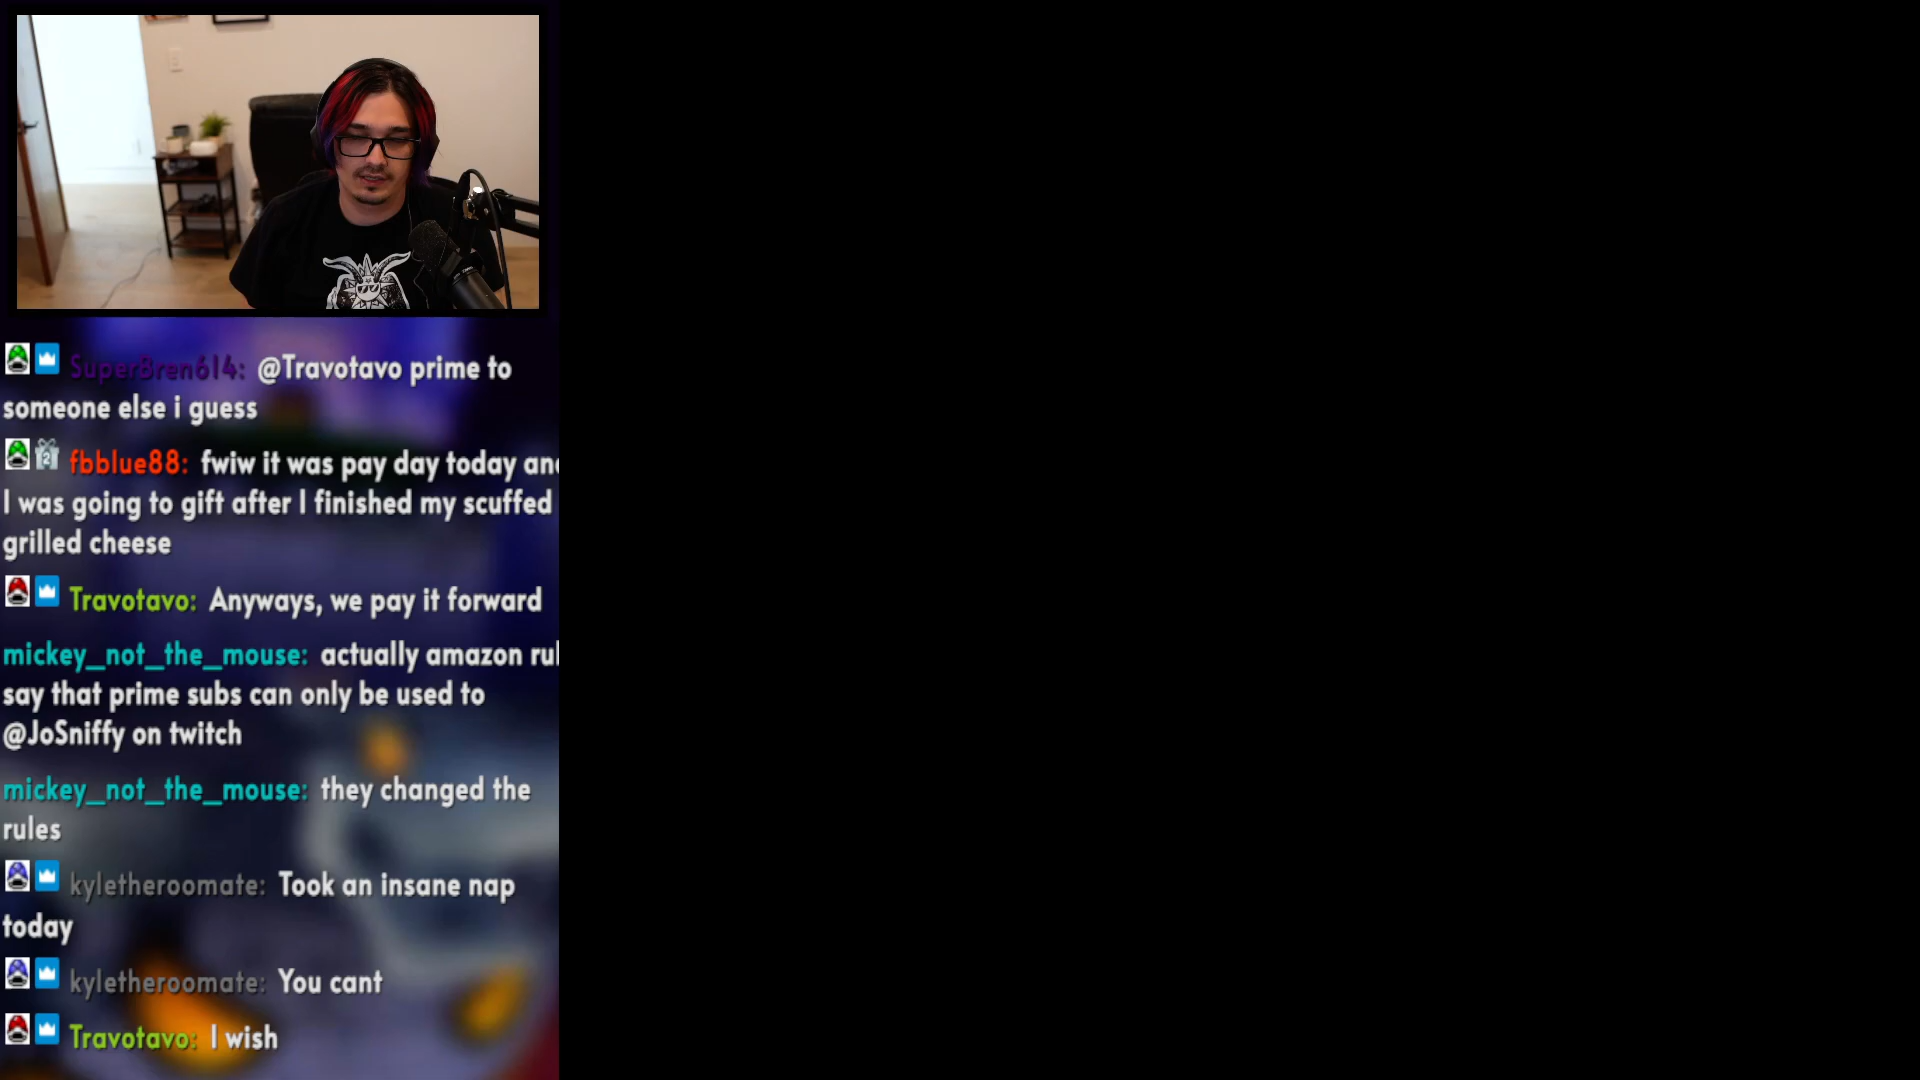 SuperBren614: @Travotavo prime to
someone else i guess
2 fbblue88: fwiw it was pay day today and
I was going to gift after I finished my scuffed
grilled cheese
Travotavo: Anyways, we pay it forward
mickey_not_the_mouse: actually amazon rul
say that prime subs can only be used to
@JoSniffy on twitch
mickey_not_the_mouse: they changed the
rules
kyletheroomate: Took an insane nap
today
kyletheroomate: You cant
Travotavo: I wish